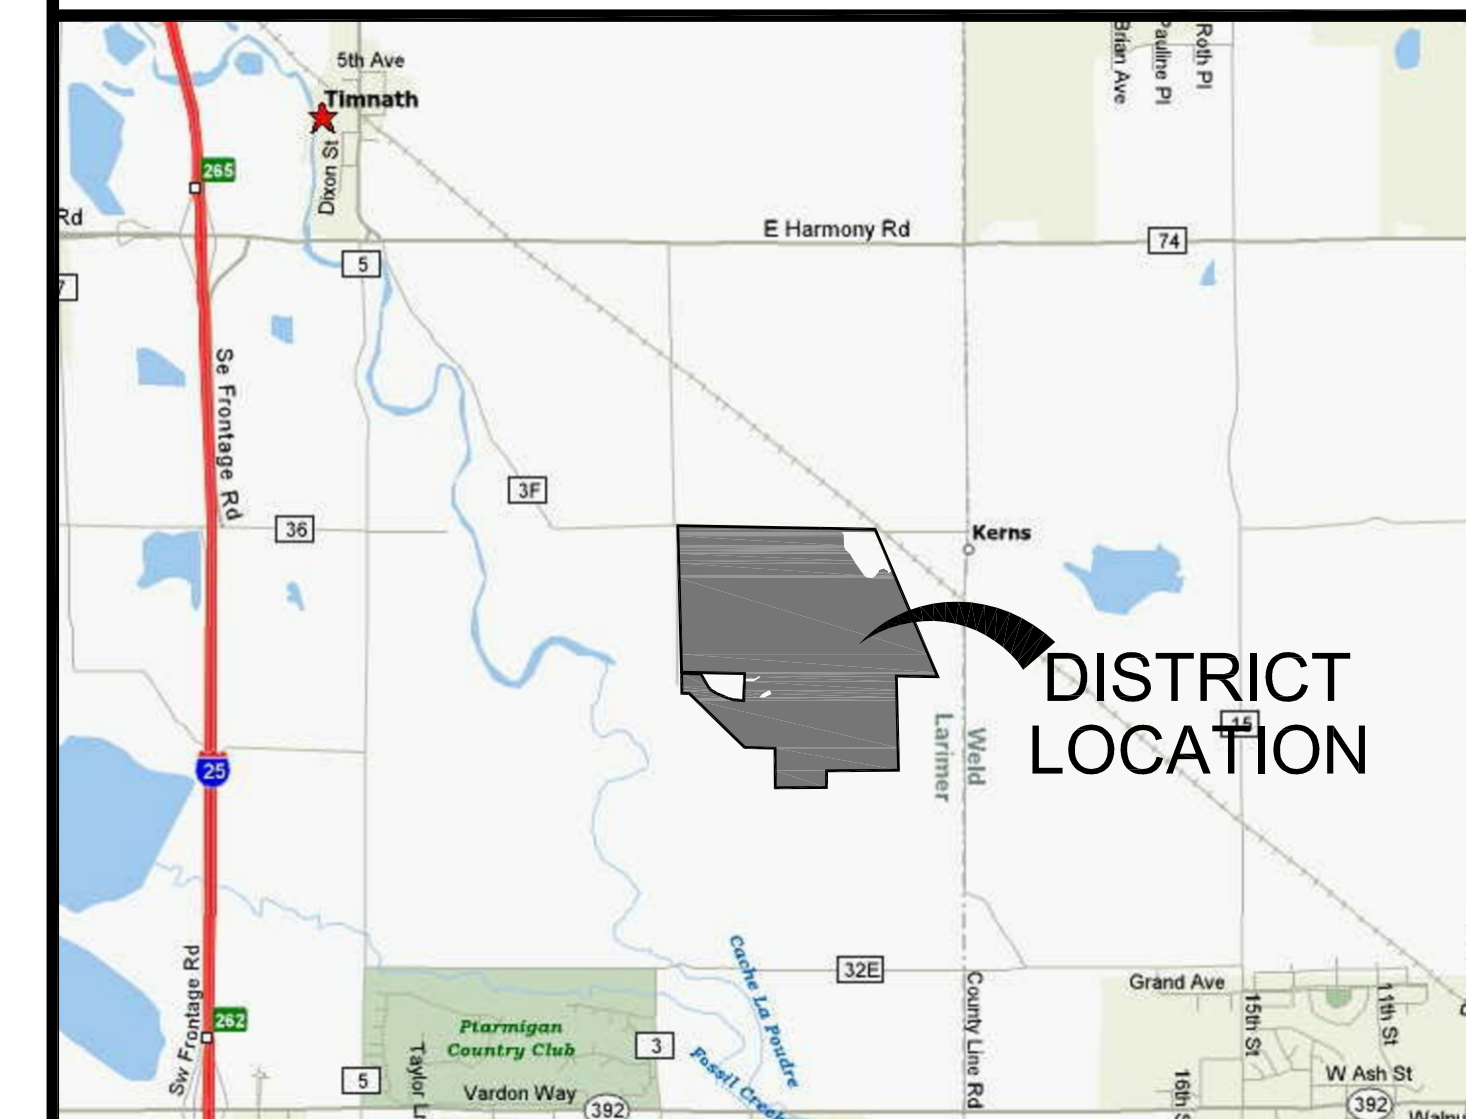 5th Ave
Timnath
Dixon St
265
Rd
E Harmony Rd
74
5
7
Brian Ave
Pauline Pl
Roth Pl
Se Frontage Rd
3F
36
Kerns
DISTRICT
LOCATION
15
Larimer
Weld
25
Cache La Poudre
32E
County Line Rd
Grand Ave
15th St
11th St
Sw Frontage Rd
262
Ptarmigan
Country Club
3
Fossil Creek
5
Taylor Ln
Vardon Way
392
16th S
W Ash St
392
Walnu